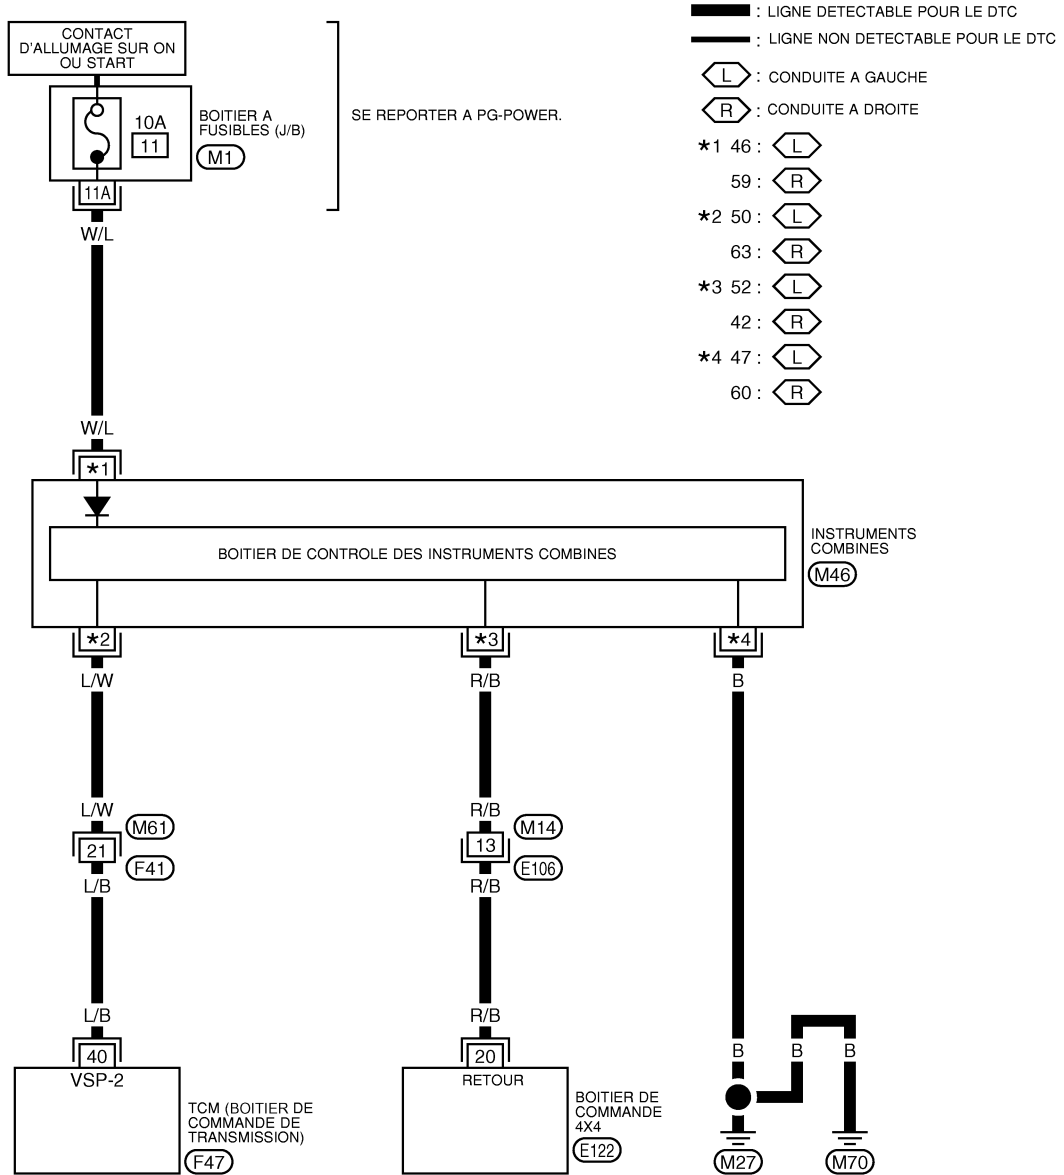 CONTACT
D'ALLUMAGE SUR ON
OU START
10A
11
BOITIER A
FUSIBLES (J/B)
M1
SE REPORTER A PG-POWER.
11A
W/L
W/L
: LIGNE DETECTABLE POUR LE DTC
: LIGNE NON DETECTABLE POUR LE DTC
L : CONDUITE A GAUCHE
R : CONDUITE A DROITE
*1 46 : L
59 : R
*2 50 : L
63 : R
*3 52 : L
42 : R
*4 47 : L
60 : R
*1
BOITIER DE CONTROLE DES INSTRUMENTS COMBINES
INSTRUMENTS
COMBINES
M46
*2 *3 *4
L/W R/B B
L/W R/B
M61 M14
21 13
F41 E106
L/B R/B
L/B R/B B B B
40 20
VSP-2
TCM (BOITIER DE
COMMANDE DE
TRANSMISSION)
F47
RETOUR
BOITIER DE
COMMANDE
4X4
E122
M27 M70